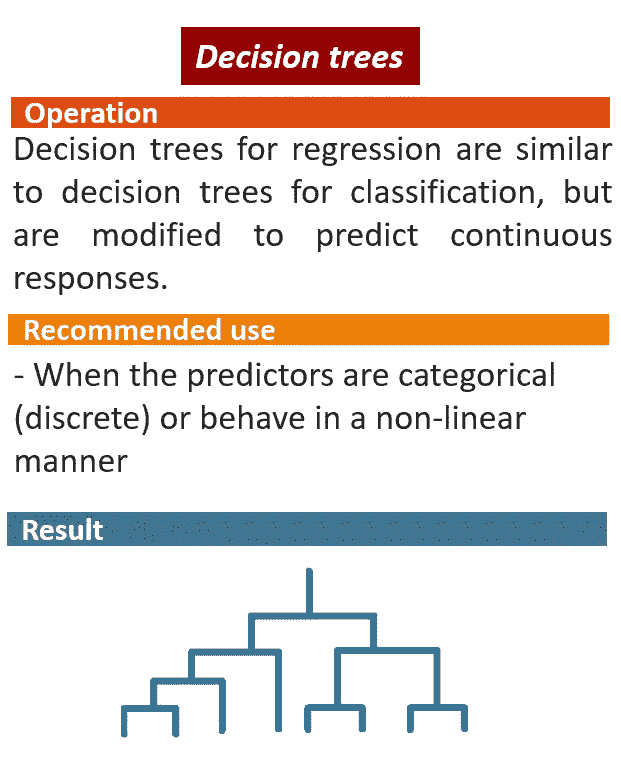 Decision trees
Operation
Decision trees for regression are similar
to decision trees for classification, but
are modified to predict continuous
responses.
Recommended use
- When the predictors are categorical
(discrete) or behave in a non-linear
manner
Result